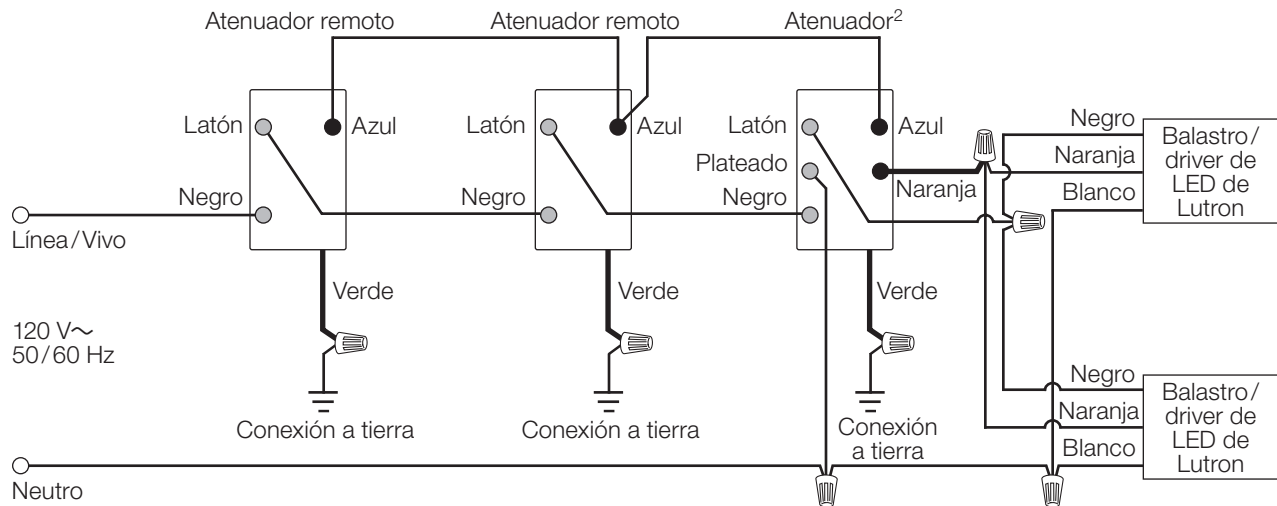 Atenuador remoto
Atenuador remoto
Atenuador²
Latón
Azul
Latón
Azul
Latón
Azul
Negro
Balastro/
driver de
LED de
Lutron
Plateado
Naranja
Negro
Negro
Negro
Naranja
Blanco
Línea/Vivo
Verde
Verde
Verde
120 V~
50/60 Hz
Conexión a tierra
Conexión a tierra
Conexión
a tierra
Negro
Naranja
Blanco
Balastro/
driver de
LED de
Lutron
Neutro